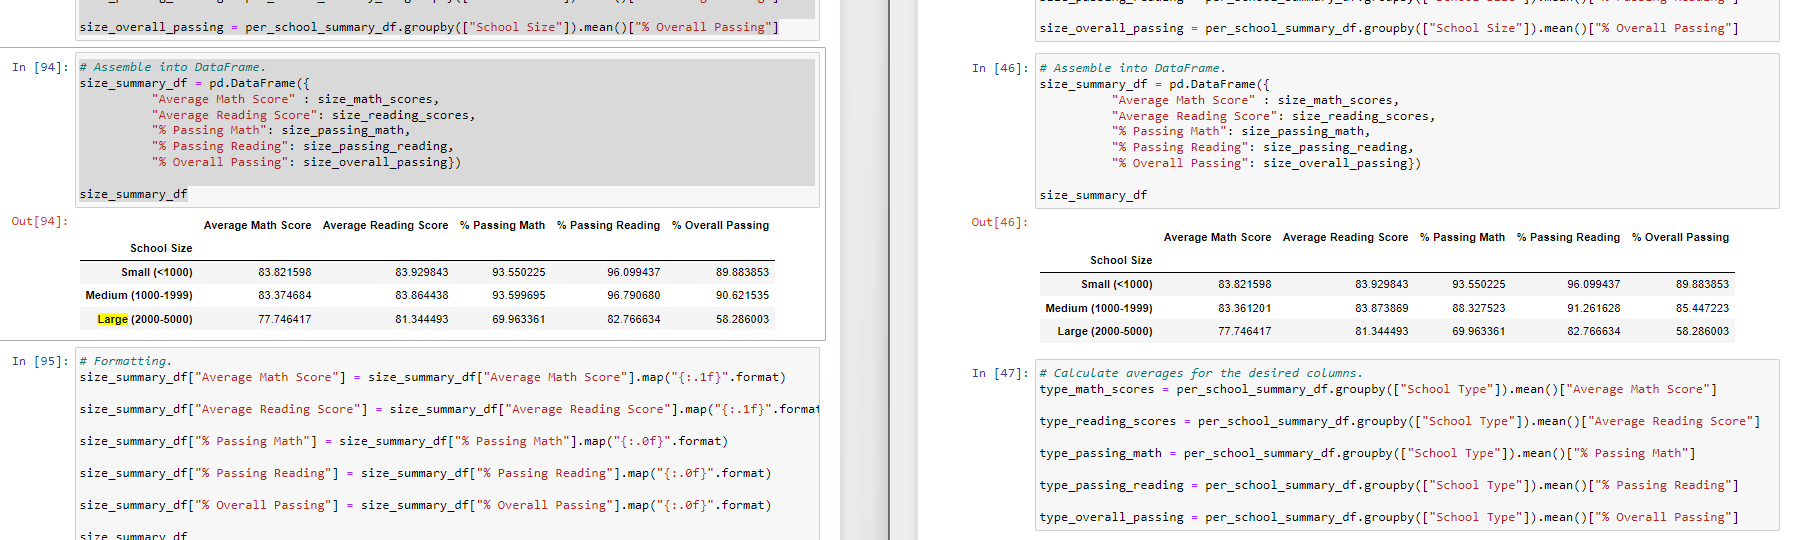 size_overall_passing = per_school_summary_df.groupby(["School Size"]).mean()["% Overall Passing"]
In [94]: # Assemble into DataFrame.
size_summary_df = pd.DataFrame({
"Average Math Score" : size_math_scores,
"Average Reading Score": size_reading_scores,
"% Passing Math": size_passing_math,
"% Passing Reading": size_passing_reading,
"% Overall Passing": size_overall_passing})
size_summary_df
Out[94]:
Average Math Score Average Reading Score % Passing Math % Passing Reading % Overall Passing
School Size
Small (<1000) 83.821598 83.929843 93.550225 96.099437 89.883853
Medium (1000-1999) 83.374684 83.864438 93.599695 96.790680 90.621535
Large (2000-5000) 77.746417 81.344493 69.963361 82.766634 58.286003
In [95]: # Formatting.
size_summary_df["Average Math Score"] = size_summary_df["Average Math Score"].map("{:.1f}".format)
size_summary_df["Average Reading Score"] = size_summary_df["Average Reading Score"].map("{:.1f}".format
size_summary_df["% Passing Math"] = size_summary_df["% Passing Math"].map("{:.0f}".format)
size_summary_df["% Passing Reading"] = size_summary_df["% Passing Reading"].map("{:.0f}".format)
size_summary_df["% Overall Passing"] = size_summary_df["% Overall Passing"].map("{:.0f}".format)
size_summary_df
size_overall_passing = per_school_summary_df.groupby(["School Size"]).mean()["% Overall Passing"]
In [46]: # Assemble into DataFrame.
size_summary_df = pd.DataFrame({
"Average Math Score" : size_math_scores,
"Average Reading Score": size_reading_scores,
"% Passing Math": size_passing_math,
"% Passing Reading": size_passing_reading,
"% Overall Passing": size_overall_passing})
size_summary_df
Out[46]:
Average Math Score Average Reading Score % Passing Math % Passing Reading % Overall Passing
School Size
Small (<1000) 83.821598 83.929843 93.550225 96.099437 89.883853
Medium (1000-1999) 83.361201 83.873869 88.327523 91.261628 85.447223
Large (2000-5000) 77.746417 81.344493 69.963361 82.766634 58.286003
In [47]: # Calculate averages for the desired columns.
type_math_scores = per_school_summary_df.groupby(["School Type"]).mean()["Average Math Score"]
type_reading_scores = per_school_summary_df.groupby(["School Type"]).mean()["Average Reading Score"]
type_passing_math = per_school_summary_df.groupby(["School Type"]).mean()["% Passing Math"]
type_passing_reading = per_school_summary_df.groupby(["School Type"]).mean()["% Passing Reading"]
type_overall_passing = per_school_summary_df.groupby(["School Type"]).mean()["% Overall Passing"]